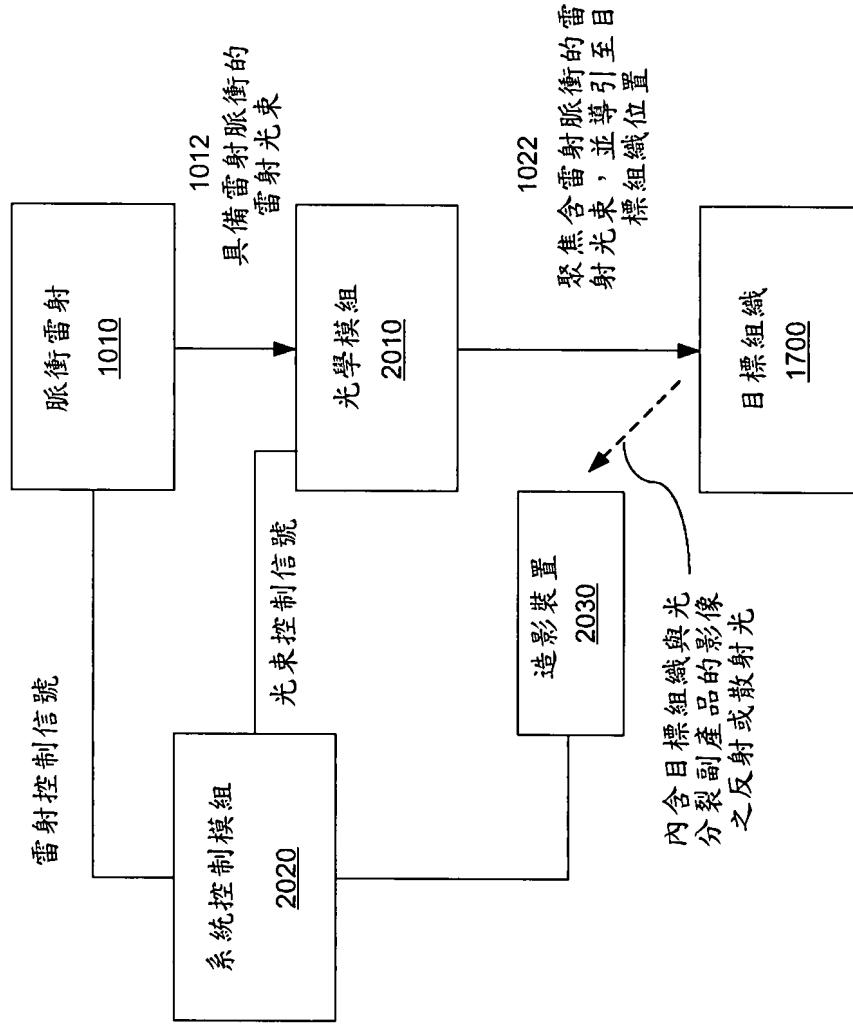 脈衝雷射
1010
1012
具備雷射脈衝的
雷射光束
雷射控制信號
光學模組
2010
光束控制信號
系統控制模組
2020
1022
聚焦含雷射脈衝的雷
射光束，並導引至目
標組織位置
造影裝置
2030
目標組織
1700
內含目標組織與光
分裂副產品的影像
之反射或散射光